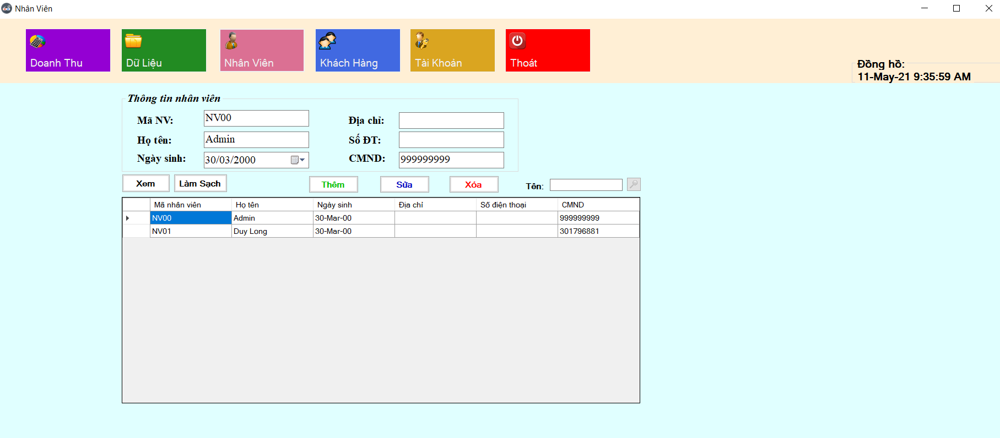 Nhân Viên
Doanh Thu
Dữ Liệu
Nhân Viên
Khách Hàng
Tài Khoản
Thoát
Đồng hồ:
11-May-21 9:35:59 AM
Thông tin nhân viên
Mã NV: NV00 Địa chỉ:
Họ tên: Admin Số ĐT:
Ngày sinh: 30/03/2000 CMND: 999999999
Xem Làm Sạch Thêm Sửa Xóa Tên:
Mã nhân viên Họ tên Ngày sinh Địa chỉ Số điện thoại CMND
NV00 Admin 30-Mar-00 999999999
NV01 Duy Long 30-Mar-00 301796881